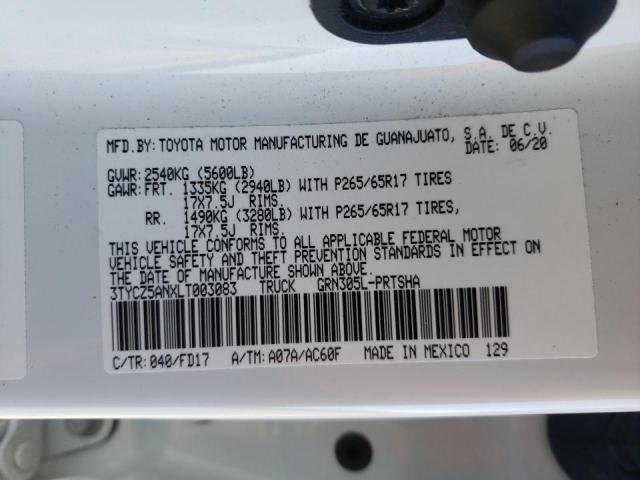 MFD.BY: TOYOTA MOTOR MANUFACTURING DE GUANAJUATO, S.A. DE C.V.
DATE: 06/20
GVWR: 2540KG (5600LB)
GAWR: FRT. 1335KG (2940LB) WITH P265/65R17 TIRES
17X7.5J RIMS.
RR. 1490KG (3280LB) WITH P265/65R17 TIRES,
17X7.5J RIMS.
THIS VEHICLE CONFORMS TO ALL APPLICABLE FEDERAL MOTOR
VEHICLE SAFETY AND THEFT PREVENTION STANDARDS IN EFFECT ON
THE DATE OF MANUFACTURE SHOWN ABOVE.
3TYCZ5ANXLT003083 TRUCK GRN305L-PRTSHA
C/TR: 040/FD17 A/TM: A07A/AC60F MADE IN MEXICO 129